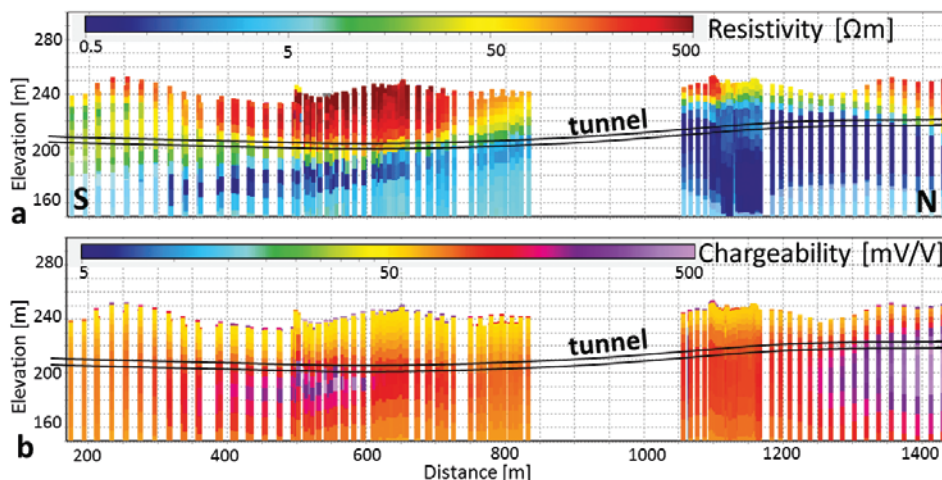 280
Resistivity [Ωm]
0.5 5 50 500
Elevation [m]
240
tunnel
200
160
S N
a
280
Chargeability [mV/V]
5 50 500
Elevation [m]
240
tunnel
200
160
b
200 400 600 800 1000 1200 1400
Distance [m]